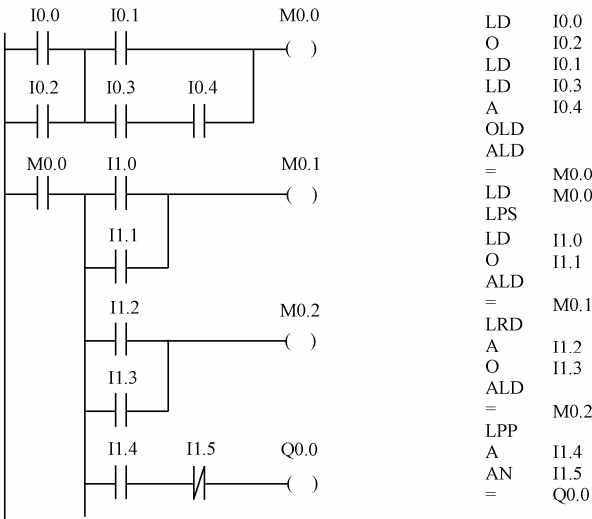 I0.0 I0.1 M0.0
I0.2 I0.3 I0.4
M0.0 I1.0 M0.1
I1.1
I1.2 M0.2
I1.3
I1.4 I1.5 Q0.0
LD I0.0
O I0.2
LD I0.1
LD I0.3
A I0.4
OLD
ALD
= M0.0
LD M0.0
LPS
LD I1.0
O I1.1
ALD
= M0.1
LRD
A I1.2
O I1.3
ALD
= M0.2
LPP
A I1.4
AN I1.5
= Q0.0